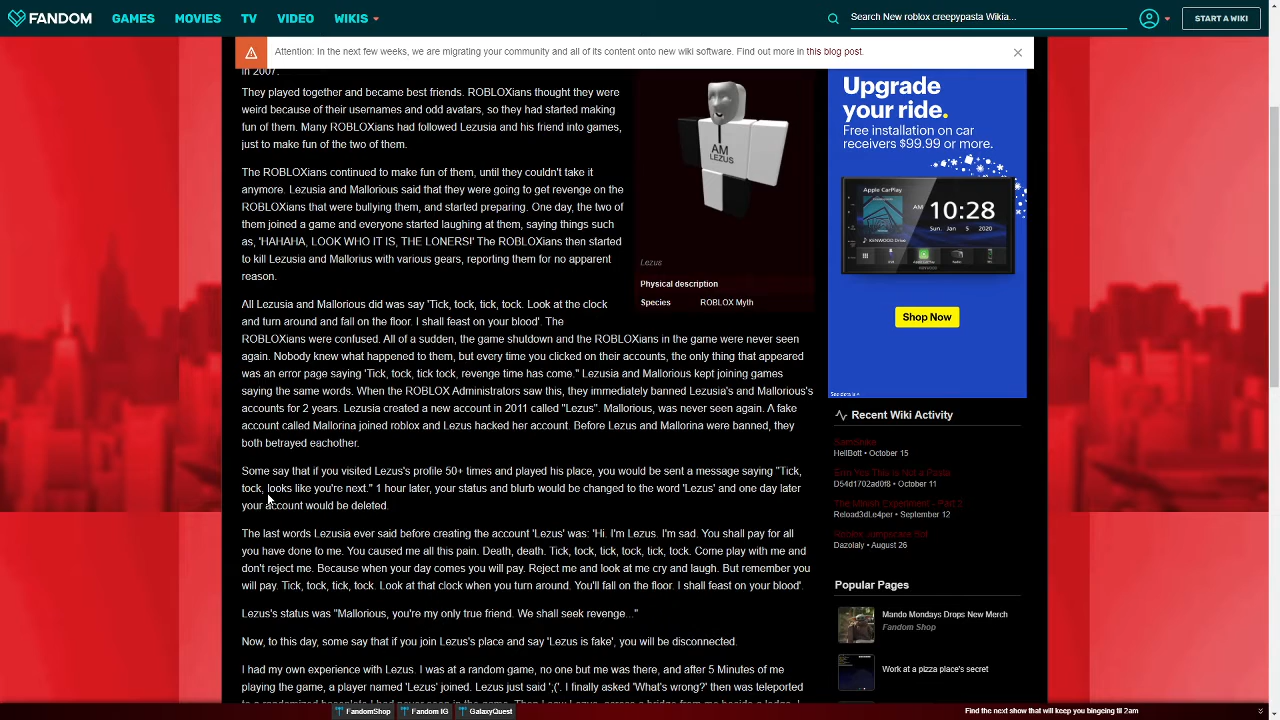 FANDOM
GAMES
MOVIES
TV
VIDEO
WIKIS
Search New roblox creepypasta Wikia...
START A WIKI
Attention: In the next few weeks, we are migrating your community and all of its content onto new wiki software. Find out more in this blog post.
in 2007.
They played together and became best friends. ROBLOXians thought they were
weird because of their usernames and odd avatars, so they had started making
fun of them. Many ROBLOXians had followed Lezusia and his friend into games,
just to make fun of the two of them.
The ROBLOXians continued to make fun of them, until they couldn't take it
anymore. Lezusia and Mallorious said that they were going to get revenge on the
ROBLOXians that were bullying them, and started preparing. One day, the two of
them joined a game and everyone started laughing at them, saying things such
as, 'HAHAHA, LOOK WHO IT IS, THE LONERS!' The ROBLOXians then started
to kill Lezusia and Mallorius with various gears, reporting them for no apparent
reason.
All Lezusia and Mallorious did was say 'Tick, tock, tick, tock. Look at the clock
and turn around and fall on the floor. I shall feast on your blood'. The
ROBLOXians were confused. All of a sudden, the game shutdown and the ROBLOXians in the game were never seen
again. Nobody knew what happened to them, but every time you clicked on their accounts, the only thing that appeared
was an error page saying 'Tick, tock, tick tock, revenge time has come." Lezusia and Mallorious kept joining games
saying the same words. When the ROBLOX Administrators saw this, they immediately banned Lezusia's and Mallorious's
accounts for 2 years. Lezusia created a new account in 2011 called "Lezus". Mallorious, was never seen again. A fake
account called Mallorina joined roblox and Lezus hacked her account. Before Lezus and Mallorina were banned, they
both betrayed eachother.
Some say that if you visited Lezus's profile 50+ times and played his place, you would be sent a message saying "Tick,
tock, looks like you're next." 1 hour later, your status and blurb would be changed to the word 'Lezus' and one day later
your account would be deleted.
The last words Lezusia ever said before creating the account 'Lezus' was: 'Hi. I'm Lezus. I'm sad. You shall pay for all
you have done to me. You caused me all this pain. Death, death. Tick, tock, tick, tock, tick, tock. Come play with me and
don't reject me. Because when your day comes you will pay. Reject me and look at me cry and laugh. But remember you
will pay. Tick, tock, tick, tock. Look at that clock when you turn around. You'll fall on the floor. I shall feast on your blood'.
Lezus's status was "Mallorious, you're my only true friend. We shall seek revenge..."
Now, to this day, some say that if you join Lezus's place and say 'Lezus is fake', you will be disconnected.
I had my own experience with Lezus. I was at a random game, no one but me was there, and after 5 Minutes of me
playing the game, a player named 'Lezus' joined. Lezus just said ',('. I finally asked 'What's wrong?' then was teleported
AM
LEZUS
Lezus
Physical description
Species ROBLOX Myth
Upgrade
your ride.
Free installation on car
receivers $99.99 or more.
Apple CarPlay
AM 10:28
Sun. Jan 5 2020
KENWOOD Drive
Shop Now
Recent Wiki Activity
HellBott • October 15
Erm Yes This is Not a Pasta
D54d1702ad0f8 • October 11
Reload3dLe4per • September 12
Dazolaly • August 26
Popular Pages
Mando Mondays Drops New Merch
Fandom Shop
Work at a pizza place's secret
FandomShop
Fandom IG
GalaxyQuest
Find the next show that will keep you bingeing til 2am